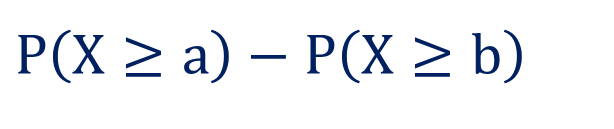 P(X ≥ a) − P(X ≥ b)